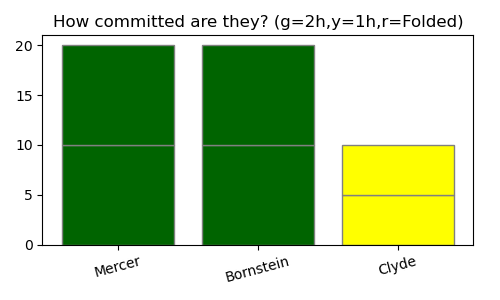 How committed are they? (g=2h,y=1h,r=Folded)
20
15
10
5
0
Mercer
Bornstein
Clyde